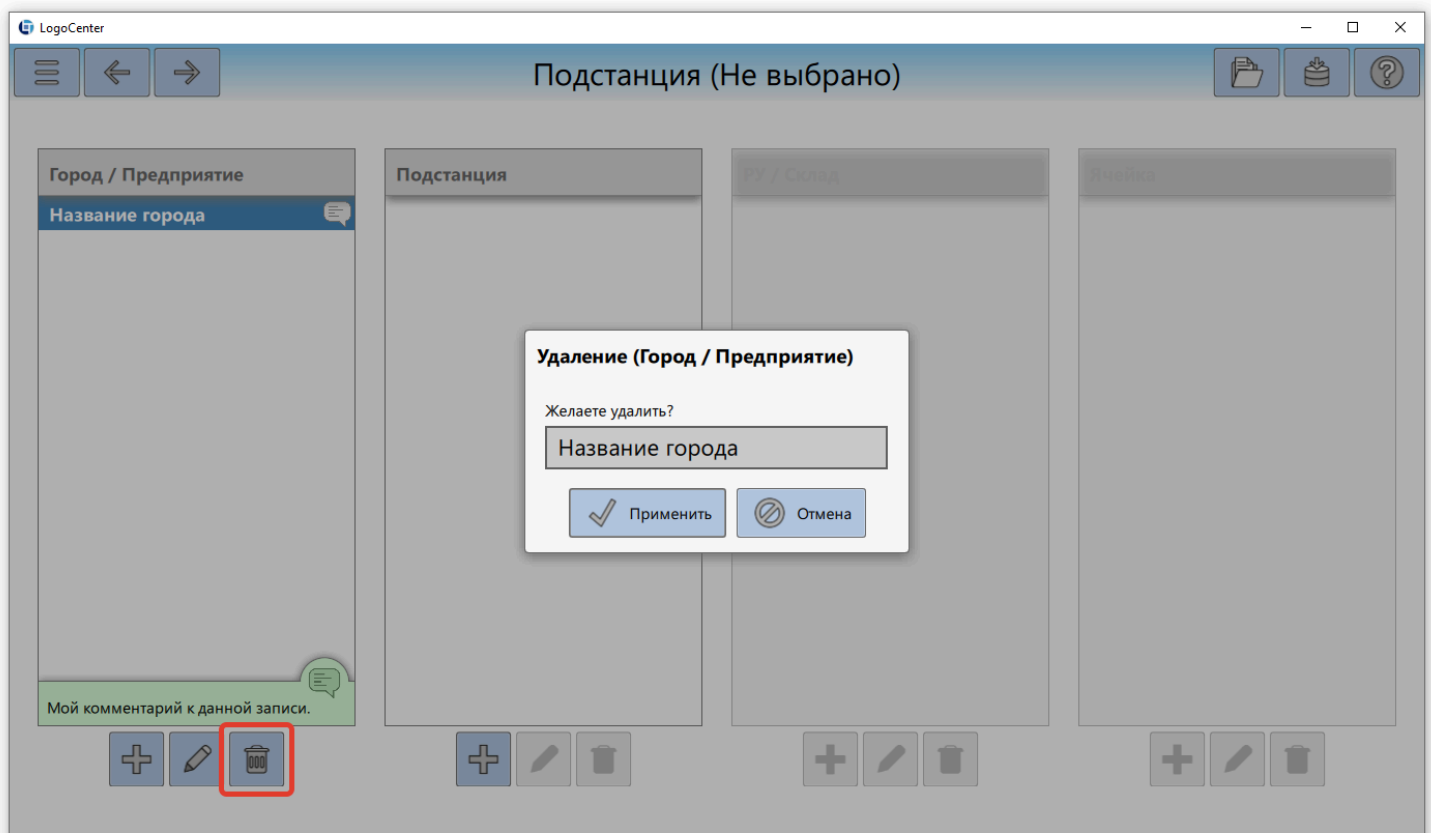 LogoCenter
Подстанция (Не выбрано)
Город / Предприятие
Подстанция
РУ / Склад
Ячейка
Название города
Удаление (Город / Предприятие)
Желаете удалить?
Название города
Применить
Отмена
Мой комментарий к данной записи.